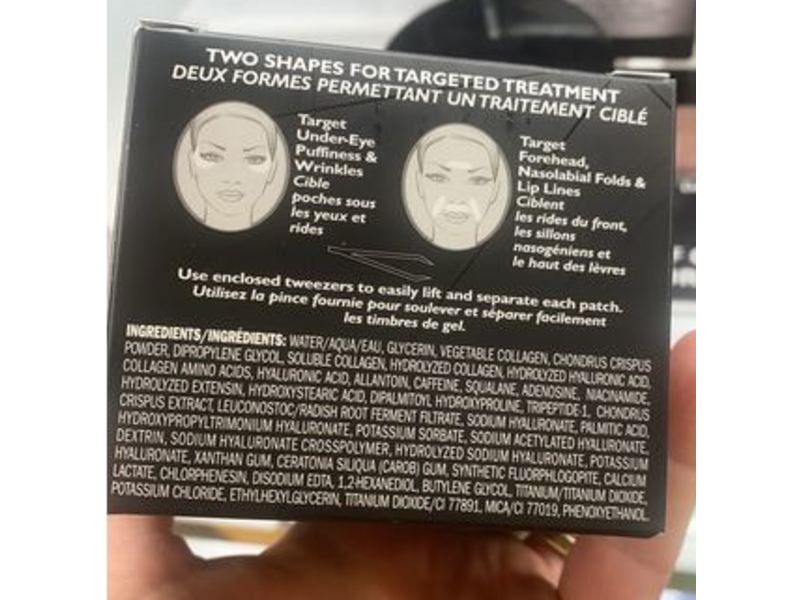 TWO SHAPES FOR TARGETED TREATMENT
DEUX FORMES PERMETTANT UN TRAITEMENT CIBLÉ
Target
Under-Eye
Puffiness &
Wrinkles
Cible
poches sous
les yeux et
rides
Target
Forehead,
Nasolabial Folds &
Lip Lines
Ciblent
les rides du front,
les sillons
nasogéniens et
le haut des lèvres
Use enclosed tweezers to easily lift and separate each patch.
Utilisez la pince fournie pour soulever et séparer facilement
les timbres de gel.
INGREDIENTS/INGRÉDIENTS: WATER/AQUA/EAU, GLYCERIN, VEGETABLE COLLAGEN, CHONDRUS CRISPUS
POWDER, DIPROPYLENE GLYCOL, SOLUBLE COLLAGEN, HYDROLYZED COLLAGEN, HYDROLYZED HYALURONIC ACID,
COLLAGEN AMINO ACIDS, HYALURONIC ACID, ALLANTOIN, CAFFEINE, SQUALANE, ADENOSINE, NIACINAMIDE,
HYDROLYZED EXTENSIN, HYDROXYSTEARIC ACID, DIPALMITOYL HYDROXYPROLINE, TRIPEPTIDE-1, CHONDRUS
CRISPUS EXTRACT, LEUCONOSTOC/RADISH ROOT FERMENT FILTRATE, SODIUM HYALURONATE, PALMITIC ACID,
HYDROXYPROPYLTRIMONIUM HYALURONATE, POTASSIUM SORBATE, SODIUM ACETYLATED HYALURONATE,
DEXTRIN, SODIUM HYALURONATE CROSSPOLYMER, HYDROLYZED SODIUM HYALURONATE, POTASSIUM
HYALURONATE, XANTHAN GUM, CERATONIA SILIQUA (CAROB) GUM, SYNTHETIC FLUORPHLOGOPITE, CALCIUM
LACTATE, CHLORPHENESIN, DISODIUM EDTA, 1,2-HEXANEDIOL, BUTYLENE GLYCOL, TITANIUM/TITANIUM DIOXIDE,
POTASSIUM CHLORIDE, ETHYLHEXYLGLYCERIN, TITANIUM DIOXIDE/CI 77891, MICA/CI 77019, PHENOXYETHANOL.